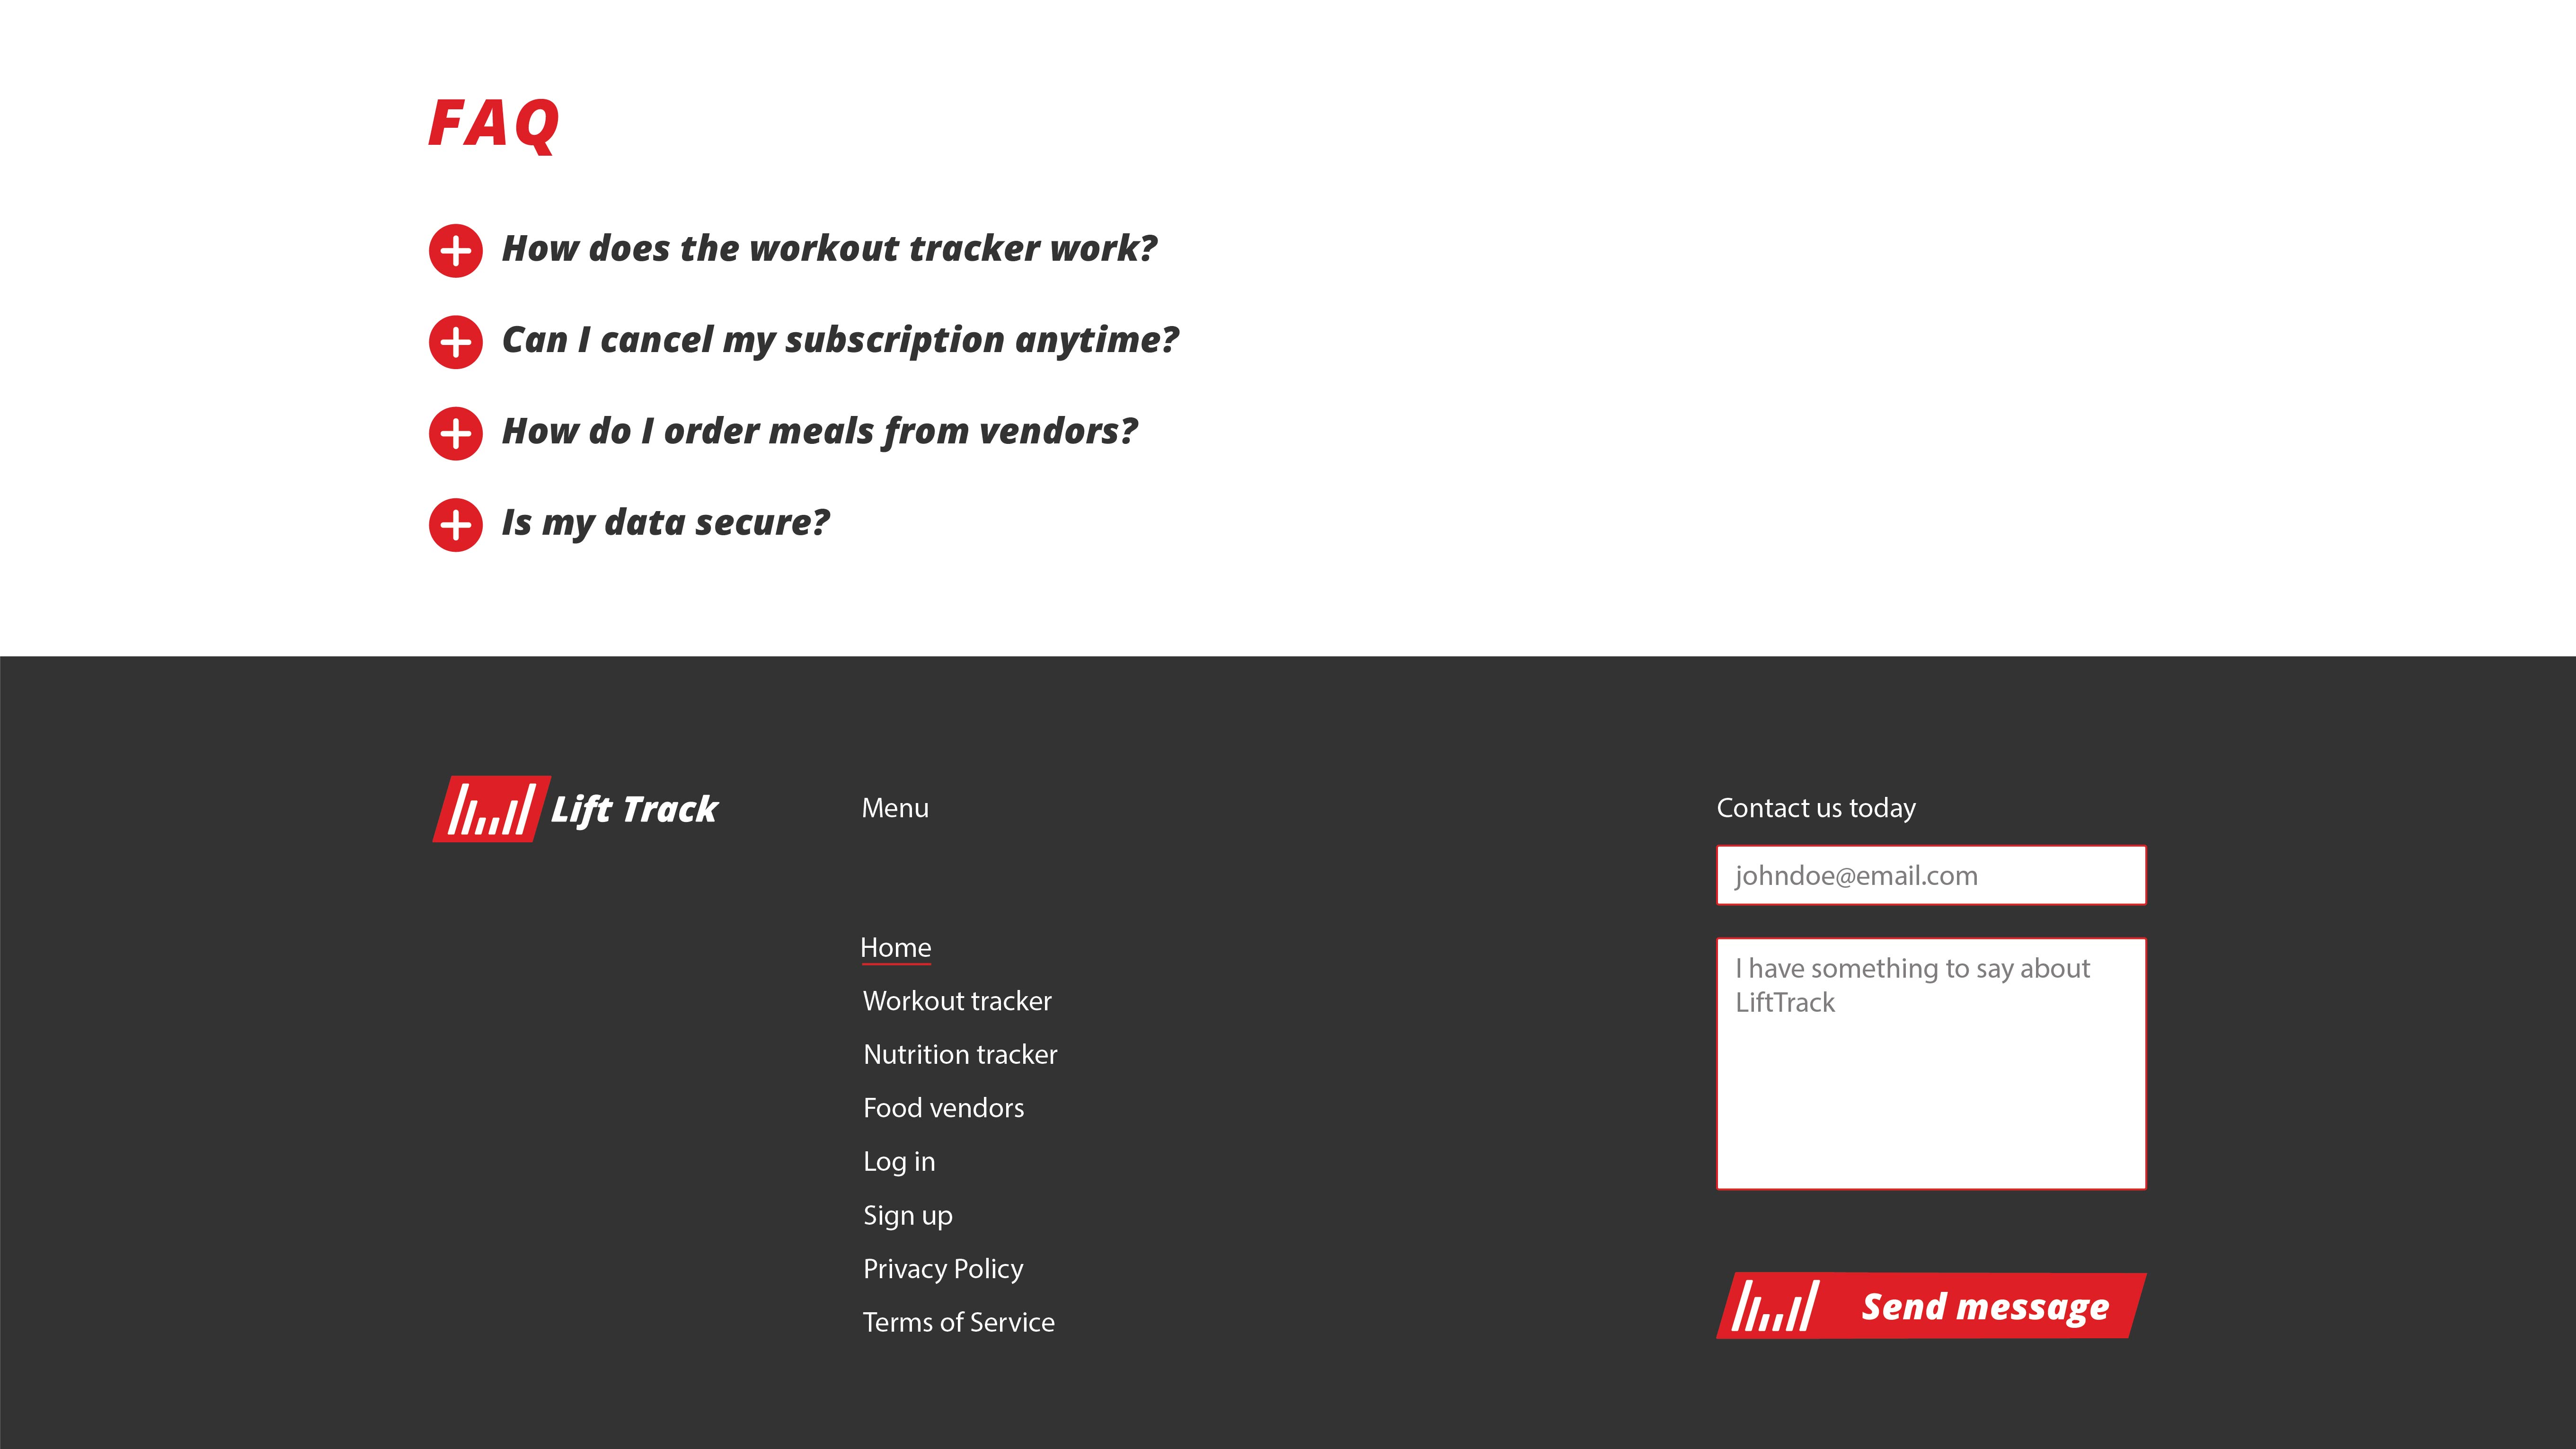 FAQ
How does the workout tracker work?
Can I cancel my subscription anytime?
How do I order meals from vendors?
Is my data secure?
Lift Track
Menu
Home
Workout tracker
Nutrition tracker
Food vendors
Log in
Sign up
Privacy Policy
Terms of Service
Contact us today
johndoe@email.com
I have something to say about
LiftTrack
Send message